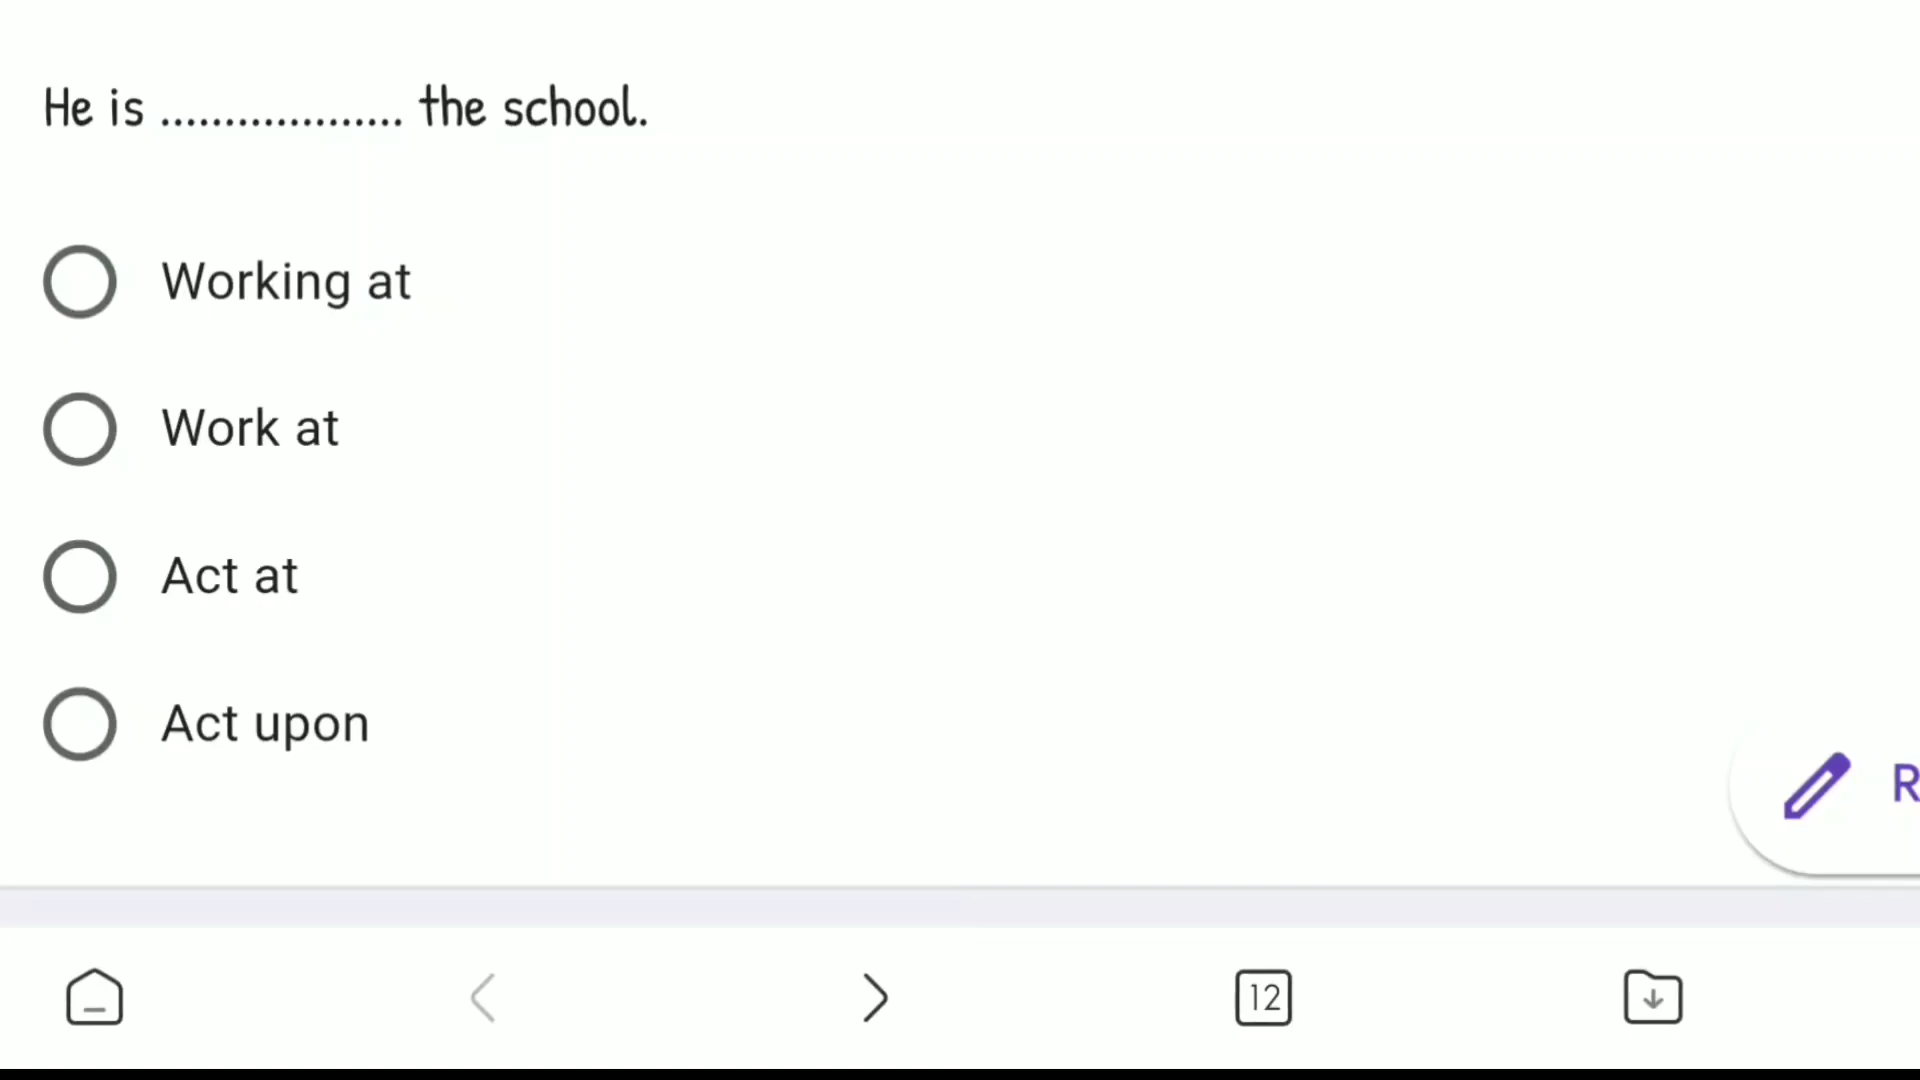 He is ................... the school.
Working at
Work at
Act at
Act upon
R
12